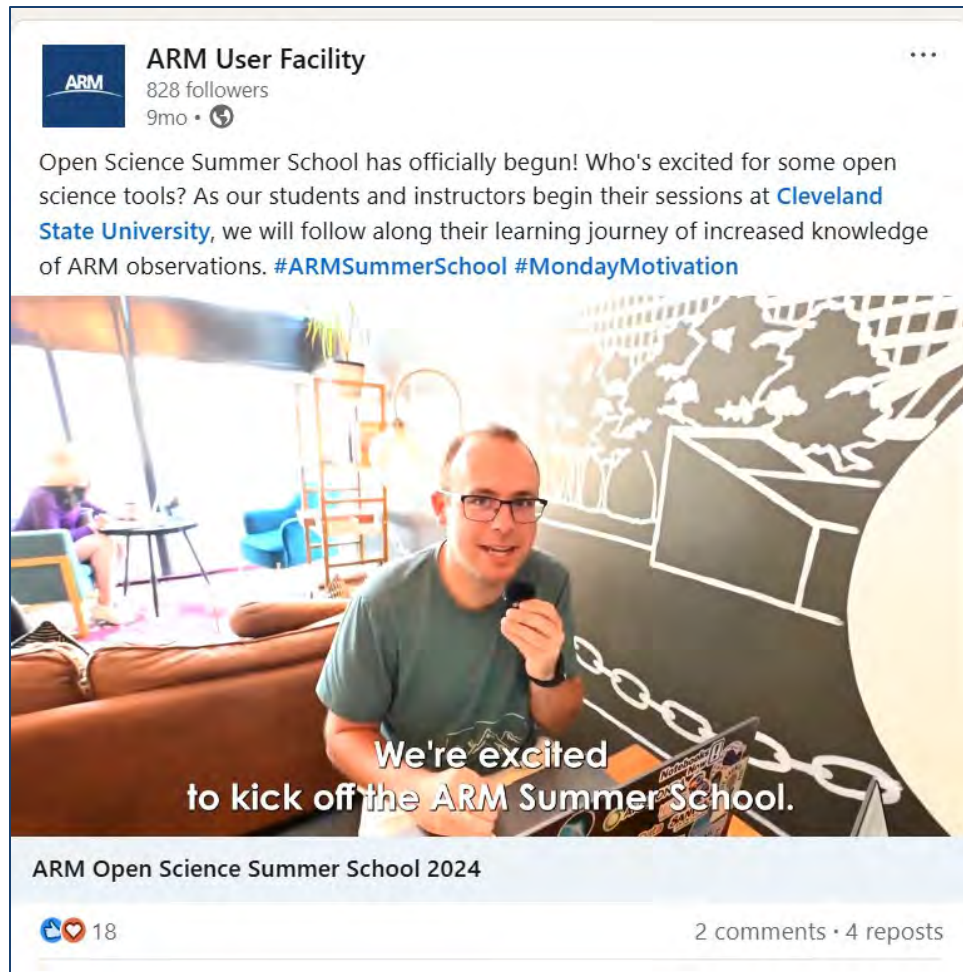 ARM
ARM User Facility
828 followers
9mo •
Open Science Summer School has officially begun! Who's excited for some open
science tools? As our students and instructors begin their sessions at Cleveland
State University, we will follow along their learning journey of increased knowledge
of ARM observations. #ARMSummerSchool #MondayMotivation
Notebooks
Now!
We're excited
to kick off the ARM Summer School.
ARM Open Science Summer School 2024
18
2 comments • 4 reposts